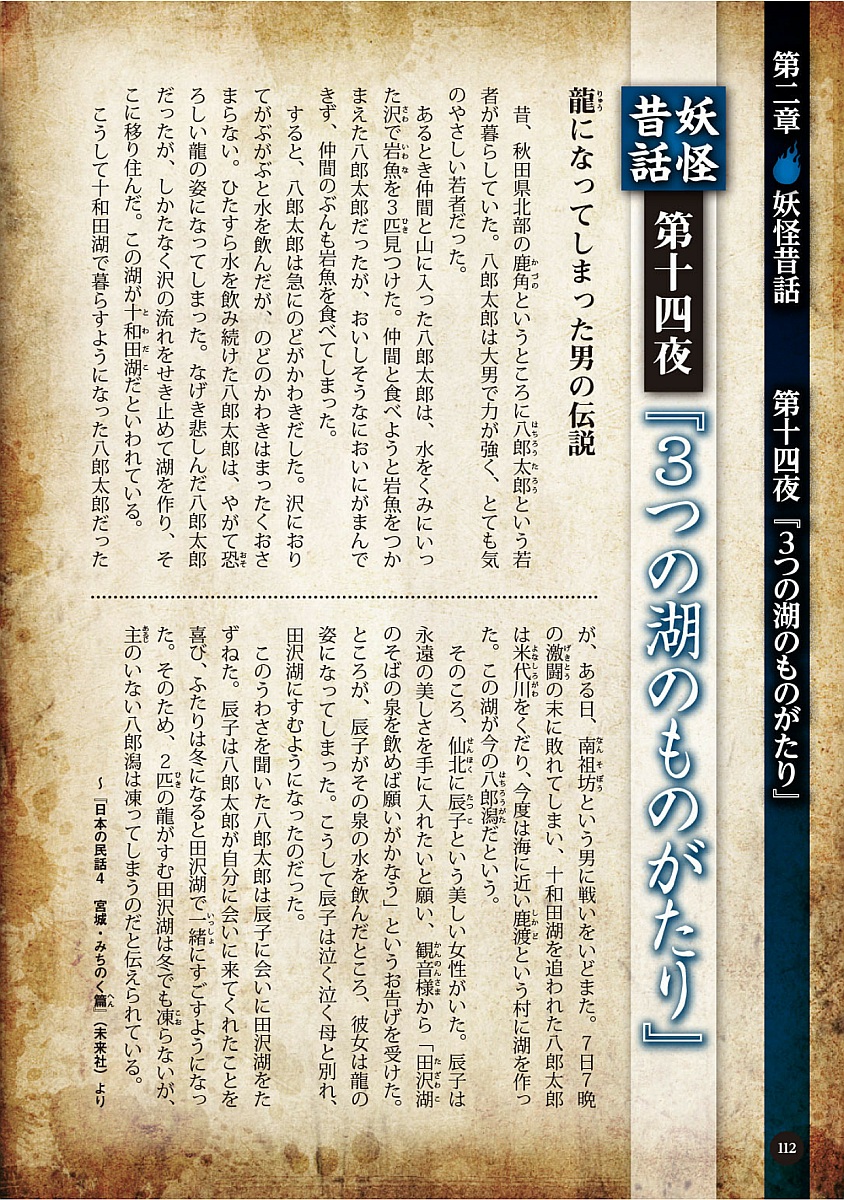 第二章 妖怪昔話 第十四夜『3つの湖のものがたり』
妖怪昔話
第十四夜
『3つの湖のものがたり』
龍になってしまった男の伝説
昔、秋田県北部の鹿角というところに八郎太郎という若
者が暮らしていた。八郎太郎は大男で力が強く、とても気
のやさしい若者だった。
あるとき仲間と山に入った八郎太郎は、水をくみにいっ
た沢で岩魚を3匹見つけた。仲間と食べようと岩魚をつか
まえた八郎太郎だったが、おいしそうなにおいにがまんで
きず、仲間のぶんも岩魚を食べてしまった。
すると、八郎太郎は急にのどがかわきだした。沢におり
てがぶがぶと水を飲んだが、のどのかわきはまったくおさ
まらない。ひたすら水を飲み続けた八郎太郎は、やがて恐
ろしい龍の姿になってしまった。なげき悲しんだ八郎太郎
だったが、しかたなく沢の流れをせき止めて湖を作り、そ
こに移り住んだ。この湖が十和田湖だといわれている。
こうして十和田湖で暮らすようになった八郎太郎だった
が、ある日、南祖坊という男に戦いをいどまた。7日7晩
の激闘の末に敗れてしまい、十和田湖を追われた八郎太郎
は米代川をくだり、今度は海に近い鹿渡という村に湖を作っ
た。この湖が今の八郎潟だという。
そのころ、仙北に辰子という美しい女性がいた。辰子は
永遠の美しさを手に入れたいと願い、観音様から「田沢湖
のそばの泉を飲めば願いがかなう」というお告げを受けた。
ところが、辰子がその泉の水を飲んだところ、彼女は龍の
姿になってしまった。こうして辰子は泣く泣く母と別れ、
田沢湖にすむようになったのだった。
このうわさを聞いた八郎太郎は辰子に会いに田沢湖をた
ずねた。辰子は八郎太郎が自分に会いに来てくれたことを
喜び、ふたりは冬になると田沢湖で一緒にすごすようになっ
た。そのため、2匹の龍がすむ田沢湖は冬でも凍らないが、
主のいない八郎潟は凍ってしまうのだと伝えられている。
〜『日本の民話4 宮城・みちのく篇』(未来社)より
112